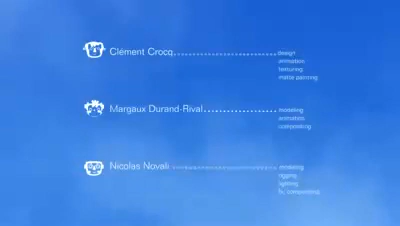 Clément Crocq
design
animation
texturing
matte painting
Margaux Durand-Rival
modeling
animation
compositing
Nicolas Novali
modeling
rigging
lighting
fx, compositing